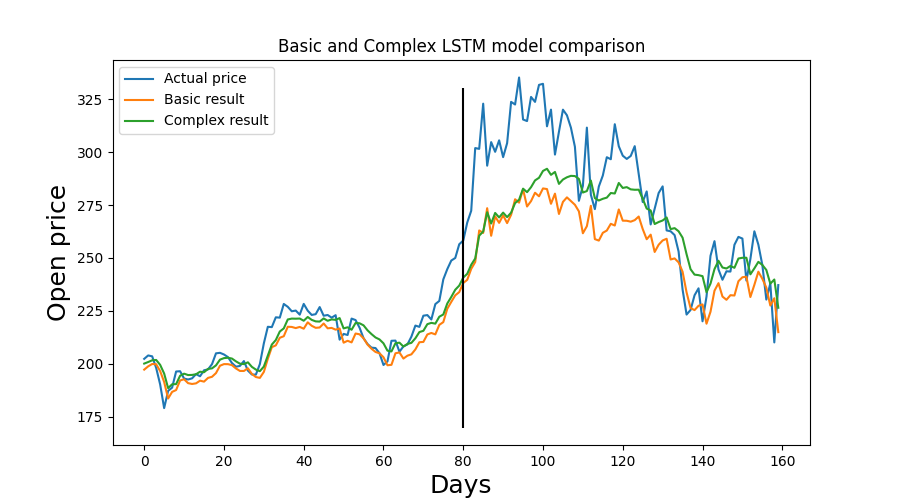 Basic and Complex LSTM model comparison
Actual price
Basic result
Complex result
Open price
325
300
275
250
225
200
175
0 20 40 60 80 100 120 140 160
Days